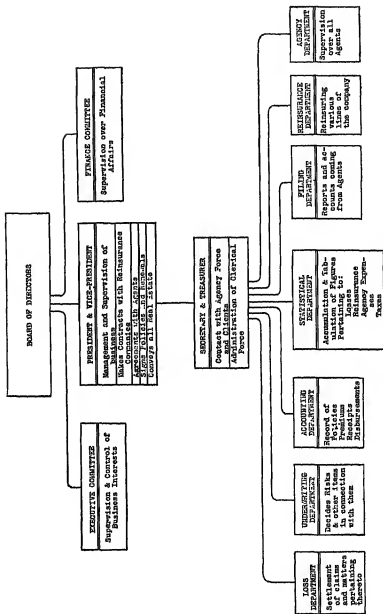 BOARD OF DIRECTORS
EXECUTIVE COMMITTEE
Supervision & Control of
Business Interests
PRESIDENT & VICE-PRESIDENT
Management and Supervision of
business
Makes Contracts with Reinsurance
Companies
Agreements with Agents
Signs Policies and Renewals
Conveys all Real Estate
FINANCE COMMITTEE
Supervision over Financial
Affairs
SECRETARY & TREASURER
Contact with Agency Force
and Clients
Administration of Clerical
Force
LOSS
DEPARTMENT
Settlement
of claims
and matters
pertaining
thereto
UNDERWRITING
DEPARTMENT
Decides Risks
& other items
in connection
with them
ACCOUNTING
DEPARTMENT
Record of
Policies
Premiums
Receipts
Disbursements
STATISTICAL
DEPARTMENT
Accumulation & Tab-
ulation of Figures
Pertaining to:
Losses
Reinsurance
Agency Expen-
ses
Taxes
FILING
DEPARTMENT
Reports and ac-
counts coming
from Agents
REINSURANCE
DEPARTMENT
Reinsuring
various
lines of
the company
AGENCY
DEPARTMENT
Supervision
over all
Agents